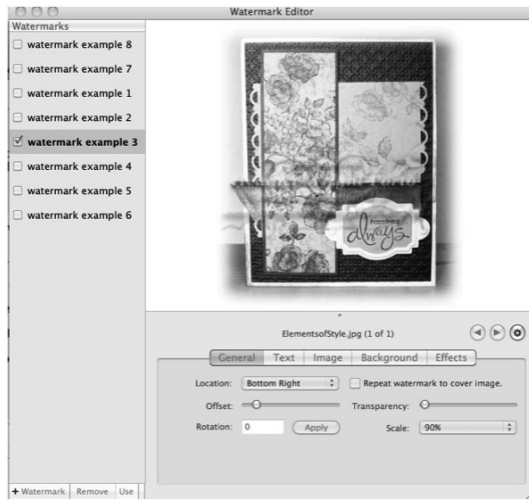 Watermark Editor
Watermarks
watermark example 8
watermark example 7
watermark example 1
watermark example 2
watermark example 3
watermark example 4
watermark example 5
watermark example 6
happiness
always
ElementsofStyle.jpg (1 of 1)
General Text Image Background Effects
Location: Bottom Right Repeat watermark to cover image.
Offset: Transparency:
Rotation: 0 Apply Scale: 90%
+ Watermark Remove Use